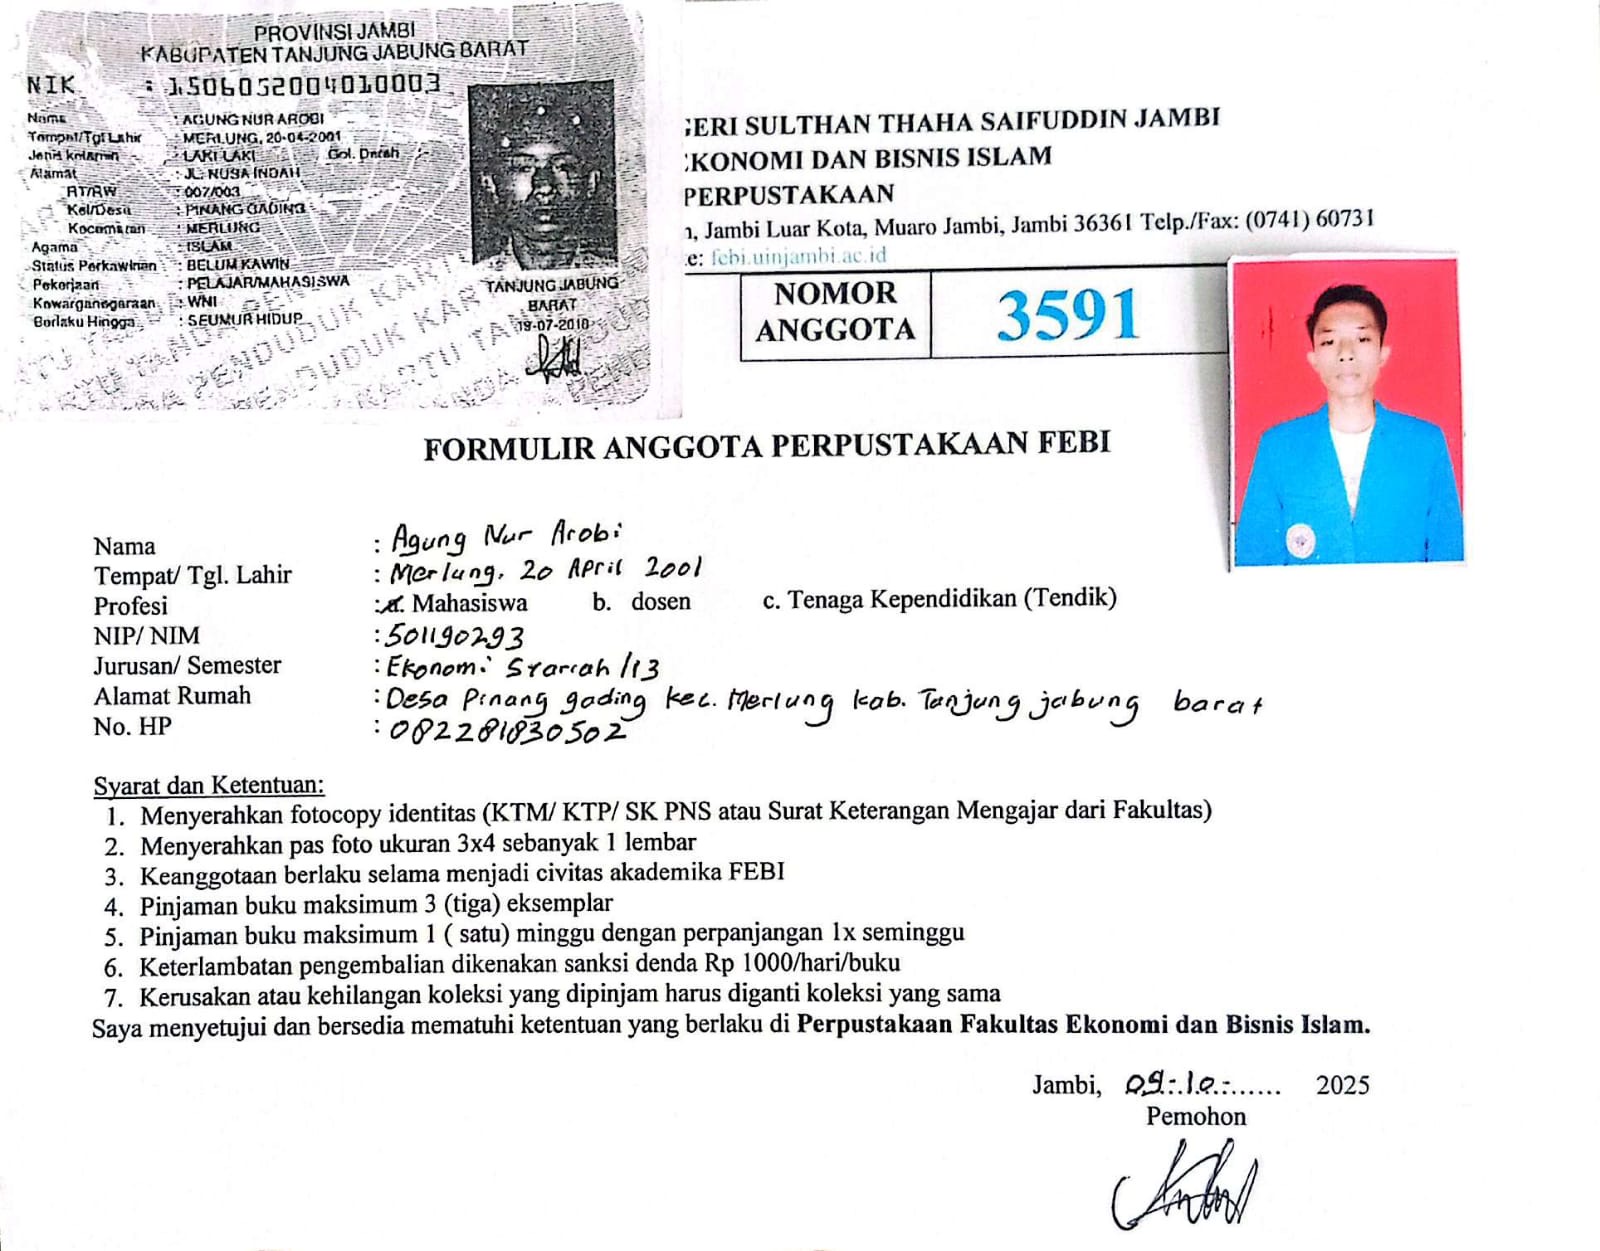 PROVINSI JAMBI
KABUPATEN TANJUNG JABUNG BARAT
NIK : 1506052004010003
Nama : AGUNG NUR AROBI
Tempat/Tgl Lahir : MERLUNG, 20-04-2001
Jenis kelamin : LAKI LAKI Gol. Darah : -
Alamat : JL. NUSA INDAH
RT/RW : 007/003
Kel/Desa : PINANG GADING
Kecamatan : MERLUNG
Agama : ISLAM
Status Perkawinan : BELUM KAWIN
Pekerjaan : PELAJAR/MAHASISWA
Kewarganegaraan : WNI
Berlaku Hingga : SEUMUR HIDUP
TANJUNG JABUNG
BARAT
19-07-2018
GERI SULTHAN THAHA SAIFUDDIN JAMBI
EKONOMI DAN BISNIS ISLAM
PERPUSTAKAAN
, Jambi Luar Kota, Muaro Jambi, Jambi 36361 Telp./Fax: (0741) 60731
e: febi.uinjambi.ac.id
NOMOR ANGGOTA 3591
FORMULIR ANGGOTA PERPUSTAKAAN FEBI
Nama : Agung Nur Arobi
Tempat/ Tgl. Lahir : Merlung, 20 April 2001
Profesi : a. Mahasiswa b. dosen c. Tenaga Kependidikan (Tendik)
NIP/ NIM : 501190293
Jurusan/ Semester : Ekonomi Syariah /13
Alamat Rumah : Desa Pinang gading kec. Merlung kab. Tanjung jabung barat
No. HP : 082281830502
Syarat dan Ketentuan:
1. Menyerahkan fotocopy identitas (KTM/ KTP/ SK PNS atau Surat Keterangan Mengajar dari Fakultas)
2. Menyerahkan pas foto ukuran 3x4 sebanyak 1 lembar
3. Keanggotaan berlaku selama menjadi civitas akademika FEBI
4. Pinjaman buku maksimum 3 (tiga) eksemplar
5. Pinjaman buku maksimum 1 ( satu) minggu dengan perpanjangan 1x seminggu
6. Keterlambatan pengembalian dikenakan sanksi denda Rp 1000/hari/buku
7. Kerusakan atau kehilangan koleksi yang dipinjam harus diganti koleksi yang sama
Saya menyetujui dan bersedia mematuhi ketentuan yang berlaku di Perpustakaan Fakultas Ekonomi dan Bisnis Islam.
Jambi, 09-10-...... 2025
Pemohon